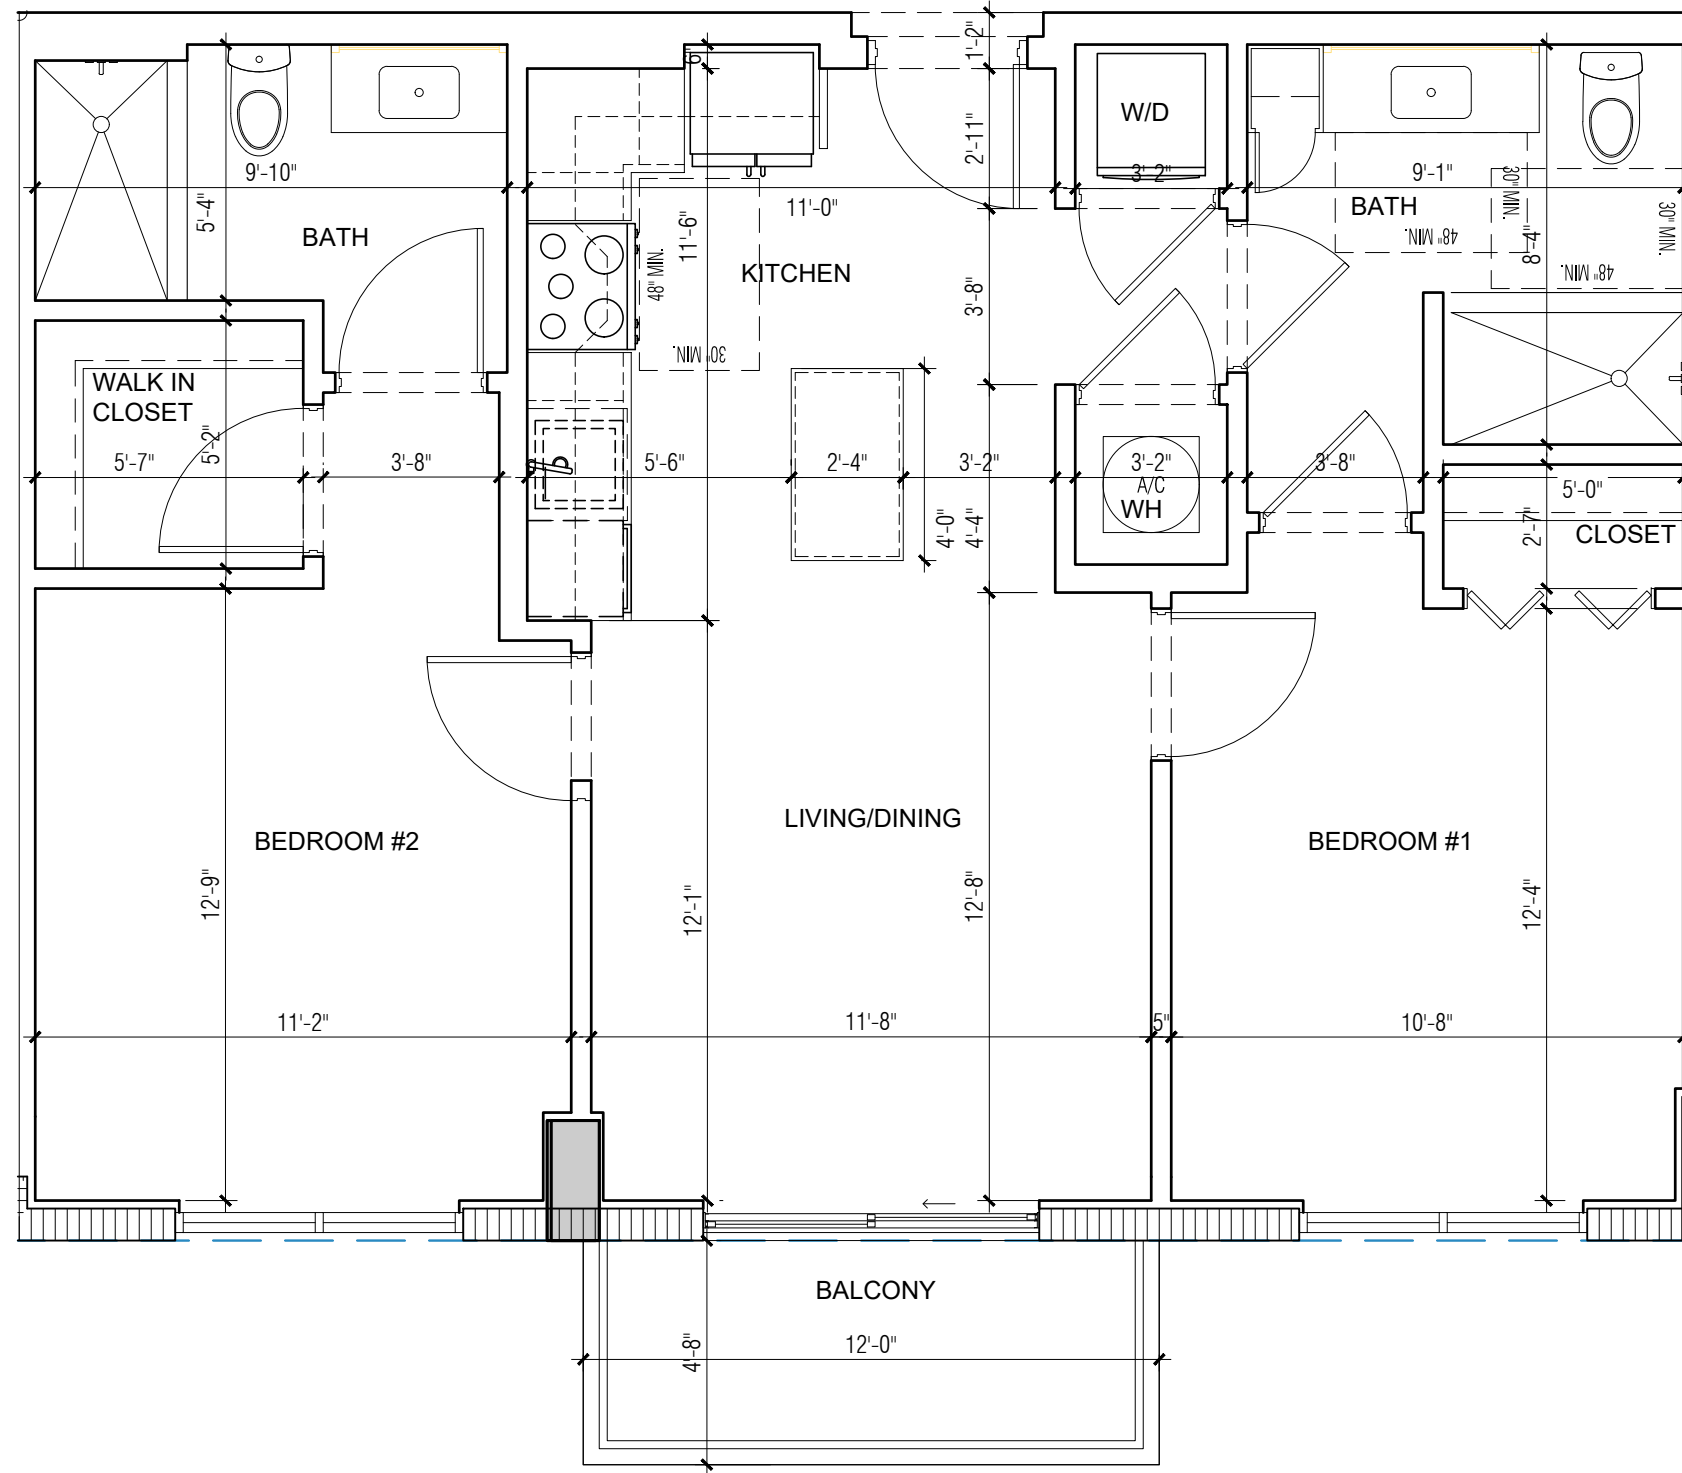 1'-2"
6"
W/D
2'-11"
9'-10"
3'-2"
9'-1"
30" MIN.
5'-4"
11'-0"
BATH
30" MIN.
BATH
11'-6"
48" MIN.
8'-4"
KITCHEN
48" MIN.
48" MIN.
3'-8"
30" MIN.
WALK IN
CLOSET
5'-7"
5'-2"
3'-8"
5'-6"
2'-4"
3'-2"
3'-2"
A/C
WH
3'-8"
5'-0"
4'-0"
4'-4"
2'-7"
CLOSET
LIVING/DINING
BEDROOM #2
BEDROOM #1
12'-9"
12'-1"
12'-8"
12'-4"
11'-2"
11'-8"
5"
10'-8"
BALCONY
4'-8"
12'-0"